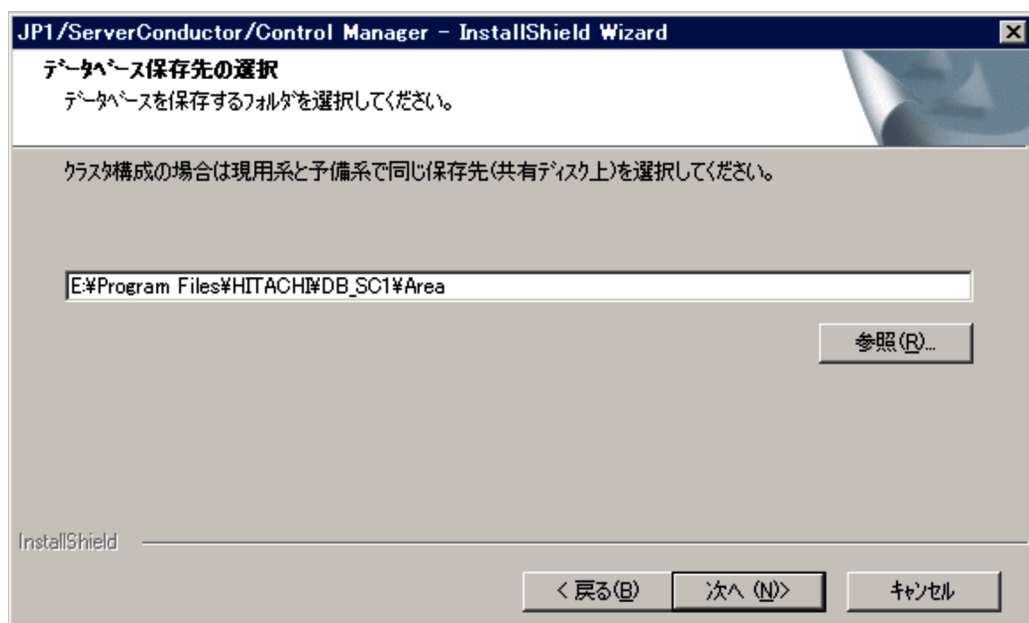 JP1/ServerConductor/Control Manager - InstallShield Wizard
データベース保存先の選択
データベースを保存するフォルダを選択してください。
クラスタ構成の場合は現用系と予備系で同じ保存先(共有ディスク上)を選択してください。
E:¥Program Files¥HITACHI¥DB_SC1¥Area
参照(R)...
InstallShield
< 戻る(B)
次へ (N)>
キャンセル